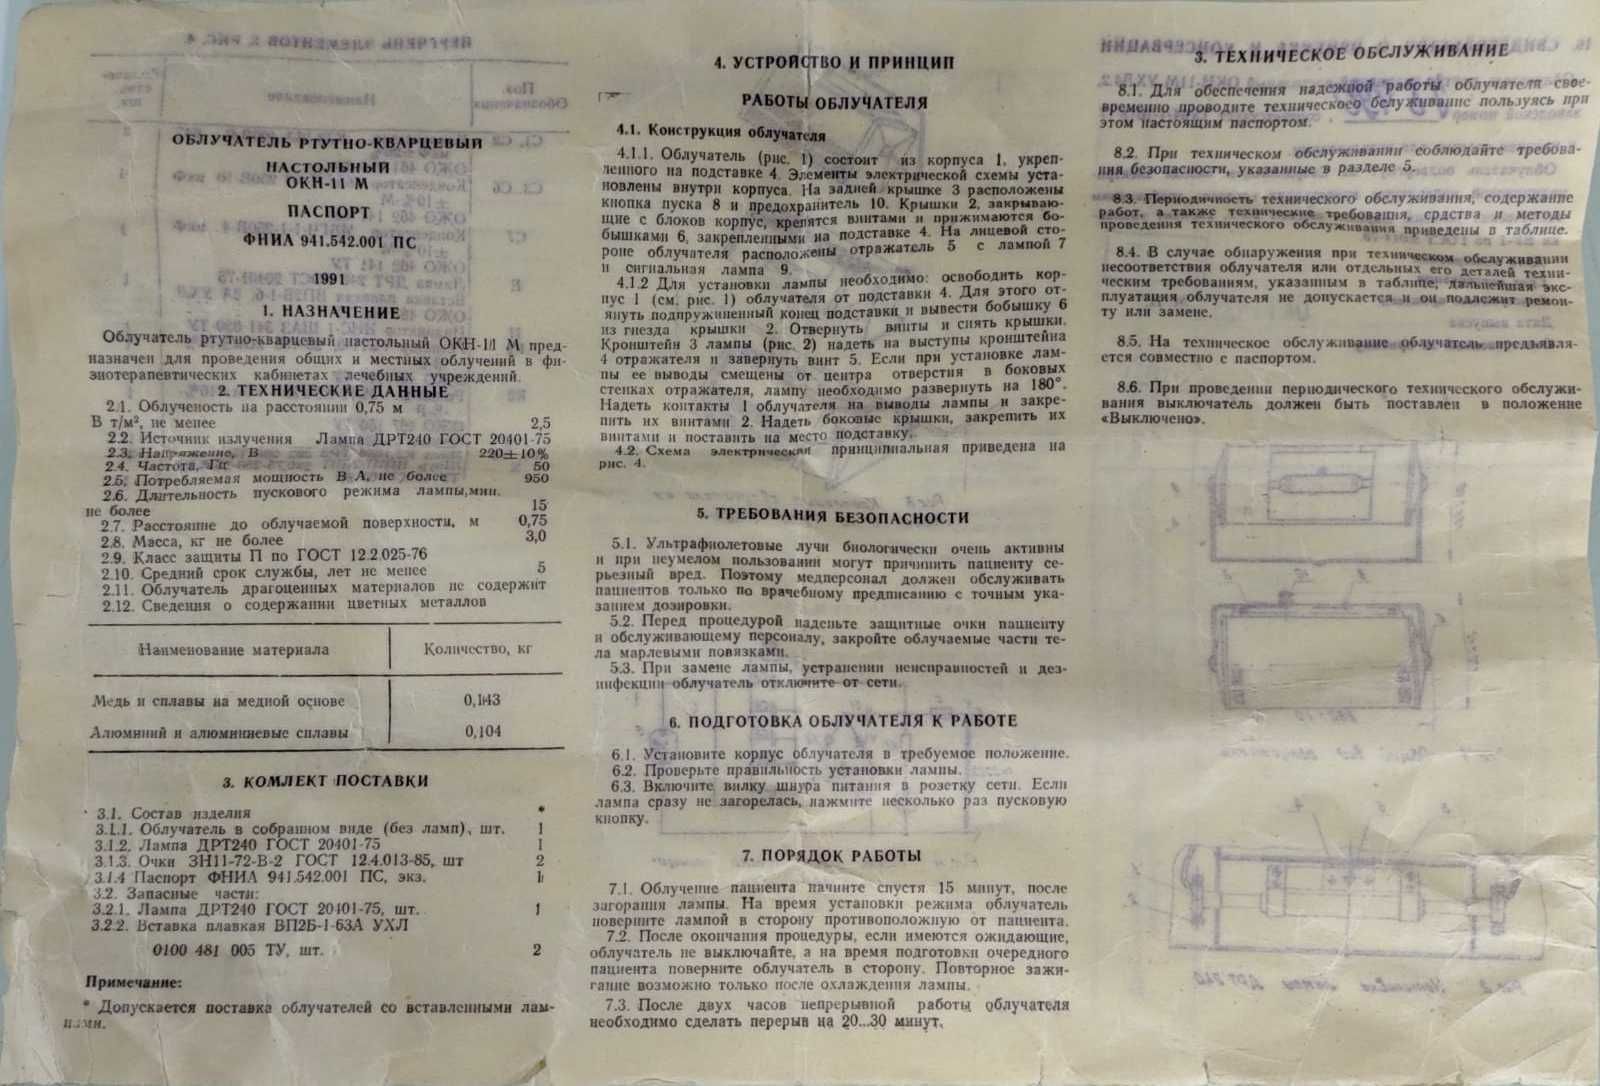 ОБЛУЧАТЕЛЬ РТУТНО-КВАРЦЕВЫЙ
НАСТОЛЬНЫЙ
ОКН-11 М
ПАСПОРТ
ФНИЛ 941.542.001 ПС
1991
1. НАЗНАЧЕНИЕ
Облучатель ртутно-кварцевый настольный ОКН-11 М пред-
назначен для проведения общих и местных облучений в фи-
зиотерапевтических кабинетах лечебных учреждений.
2. ТЕХНИЧЕСКИЕ ДАННЫЕ
2.1. Облученость на расстоянии 0,75 м
В т/м², не менее 2,5
2.2. Источник излучения Лампа ДРТ240 ГОСТ 20401-75
2.3. Напряжение, В 220±10%
2.4. Частота, Гц 50
2.5. Потребляемая мощность В-А, не более 950
2.6. Длительность пускового режима лампы,мин.
не более 15
2.7. Расстояние до облучаемой поверхности, м 0,75
2.8. Масса, кг не более 3,0
2.9. Класс защиты П по ГОСТ 12.2.025-76
2.10. Средний срок службы, лет не менее 5
2.11. Облучатель драгоценных материалов не содержит
2.12. Сведения о содержании цветных металлов
Наименование материала Количество, кг
Медь и сплавы на медной основе 0,143
Алюминий и алюминиевые сплавы 0,104
3. КОМЛЕКТ ПОСТАВКИ
3.1. Состав изделия *
3.1.1. Облучатель в собранном виде (без ламп), шт. 1
3.1.2. Лампа ДРТ240 ГОСТ 20401-75 1
3.1.3. Очки ЗН11-72-В-2 ГОСТ 12.4.013-85, шт 2
3.1.4 Паспорт ФНИЛ 941.542.001 ПС, экз. 1
3.2. Запасные части:
3.2.1. Лампа ДРТ240 ГОСТ 20401-75, шт. 1
3.2.2. Вставка плавкая ВП2Б-1-63А УХЛ
0100 481 005 ТУ, шт. 2
Примечание:
* Допускается поставка облучателей со вставленными лам-
пами.
4. УСТРОЙСТВО И ПРИНЦИП
РАБОТЫ ОБЛУЧАТЕЛЯ
4.1. Конструкция облучателя
4.1.1. Облучатель (рис. 1) состоит из корпуса 1, укреп-
ленного на подставке 4. Элементы электрической схемы уста-
новлены внутри корпуса. На задней крышке 3 расположены
кнопка пуска 8 и предохранитель 10. Крышки 2, закрываю-
щие с блоков корпус, крепятся винтами и прижимаются бо-
бышками 6, закрепленными на подставке 4. На лицевой сто-
роне облучателя расположены отражатель 5 с лампой 7
и сигнальная лампа 9.
4.1.2 Для установки лампы необходимо: освободить кор-
пус 1 (см. рис. 1) облучателя от подставки 4. Для этого от-
януть подпружиненный конец подставки и вывести бобышку 6
из гнезда крышки 2. Отвернуть винты и снять крышки.
Кронштейн 3 лампы (рис. 2) надеть на выступы кронштейна
4 отражателя и завернуть винт 5. Если при установке лам-
пы ее выводы смещены от центра отверстия в боковых
стенках отражателя, лампу необходимо развернуть на 180°.
Надеть контакты 1 облучателя на выводы лампы и закре-
пить их винтами 2. Надеть боковые крышки, закрепить их
винтами и поставить на место подставку.
4.2. Схема электрическая принципиальная приведена на
рис. 4.
5. ТРЕБОВАНИЯ БЕЗОПАСНОСТИ
5.1. Ультрафиолетовые лучи биологически очень активны
и при неумелом пользовании могут причинить пациенту се-
рьезный вред. Поэтому медперсонал должен обслуживать
пациентов только по врачебному предписанию с точным ука-
занием дозировки.
5.2. Перед процедурой наденьте защитные очки пациенту
и обслуживающему персоналу, закройте облучаемые части те-
ла марлевыми повязками.
5.3. При замене лампы, устранении неисправностей и дез-
инфекции облучатель отключите от сети.
6. ПОДГОТОВКА ОБЛУЧАТЕЛЯ К РАБОТЕ
6.1. Установите корпус облучателя в требуемое положение.
6.2. Проверьте правильность установки лампы.
6.3. Включите вилку шнура питания в розетку сети. Если
лампа сразу не загорелась, нажмите несколько раз пусковую
кнопку.
7. ПОРЯДОК РАБОТЫ
7.1. Облучение пациента начните спустя 15 минут, после
загорания лампы. На время установки режима облучатель
поверните лампой в сторону противоположную от пациента.
7.2. После окончания процедуры, если имеются ожидающие,
облучатель не выключайте, а на время подготовки очередного
пациента поверните облучатель в сторону. Повторное зажи-
гание возможно только после охлаждения лампы.
7.3. После двух часов непрерывной работы облучателя
необходимо сделать перерыв на 20...30 минут.
3. ТЕХНИЧЕСКОЕ ОБСЛУЖИВАНИЕ
8.1. Для обеспечения надежной работы облучателя свое-
временно проводите технического бслуживание пользуясь при
этом настоящим паспортом.
8.2. При техническом обслуживании соблюдайте требова-
ния безопасности, указанные в разделе 5.
8.3. Периодичность технического обслуживания, содержание
работ, а также технические требования, срдства и методы
проведения технического обслуживания приведены в таблице.
8.4. В случае обнаружения при техническом обслуживании
несоответствия облучателя или отдельных его деталей техни-
ческим требованиям, указанным в таблице, дальнейшая экс-
плуатация облучателя не допускается и он подлежит ремон-
ту или замене.
8.5. На техническое обслуживание облучатель предъявля-
ется совместно с паспортом.
8.6. При проведении периодического технического обслужи-
вания выключатель должен быть поставлен в положение
«Выключено».